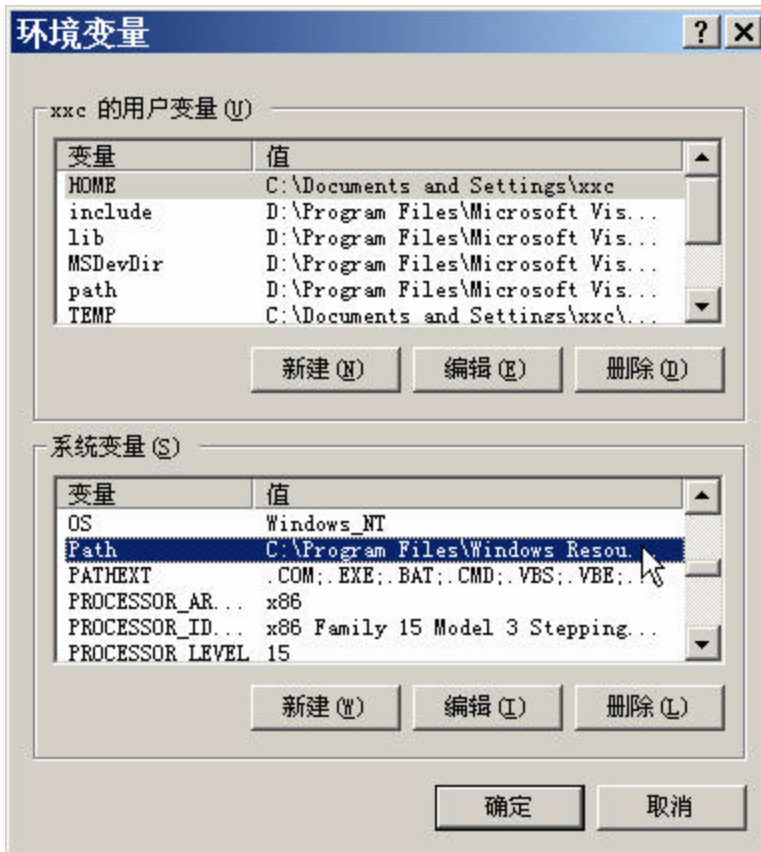 环境变量
xxc 的用户变量(U)
变量 值
HOME C:\Documents and Settings\xxc
include D:\Program Files\Microsoft Vis...
lib D:\Program Files\Microsoft Vis...
MSDevDir D:\Program Files\Microsoft Vis...
path D:\Program Files\Microsoft Vis...
TEMP C:\Documents and Settings\xxc\...
新建(N) 编辑(E) 删除(D)
系统变量(S)
变量 值
OS Windows_NT
Path C:\Program Files\Windows Resou.
PATHEXT .COM;.EXE;.BAT;.CMD;.VBS;.VBE;..
PROCESSOR_AR... x86
PROCESSOR_ID... x86 Family 15 Model 3 Stepping...
PROCESSOR_LEVEL 15
新建(W) 编辑(I) 删除(L)
确定 取消